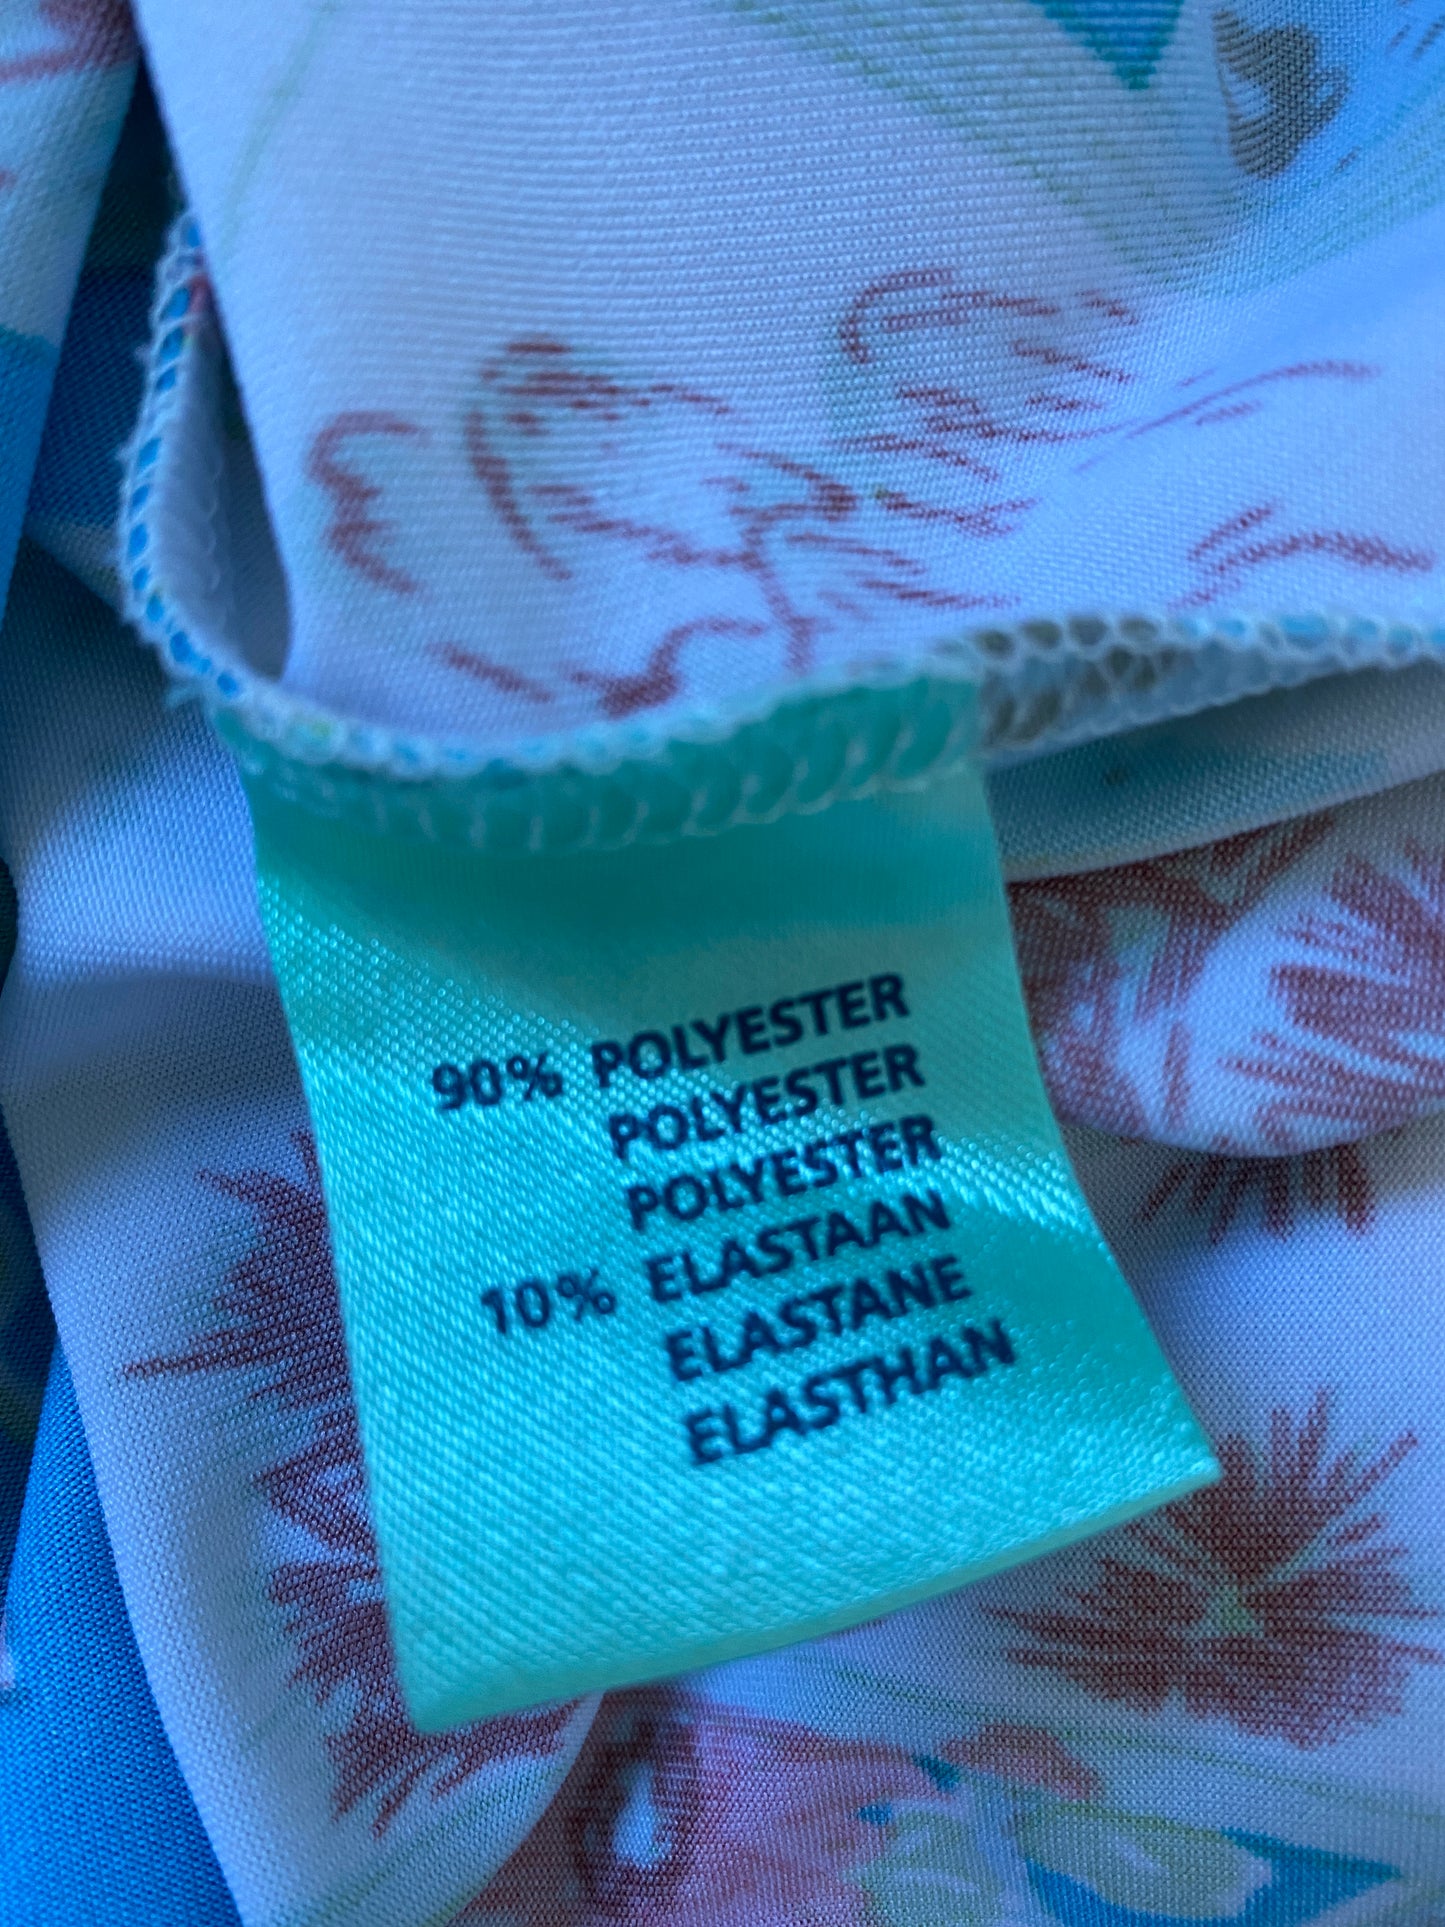 90% POLYESTER
POLYESTER
POLYESTER
10% ELASTAAN
ELASTANE
ELASTHAN